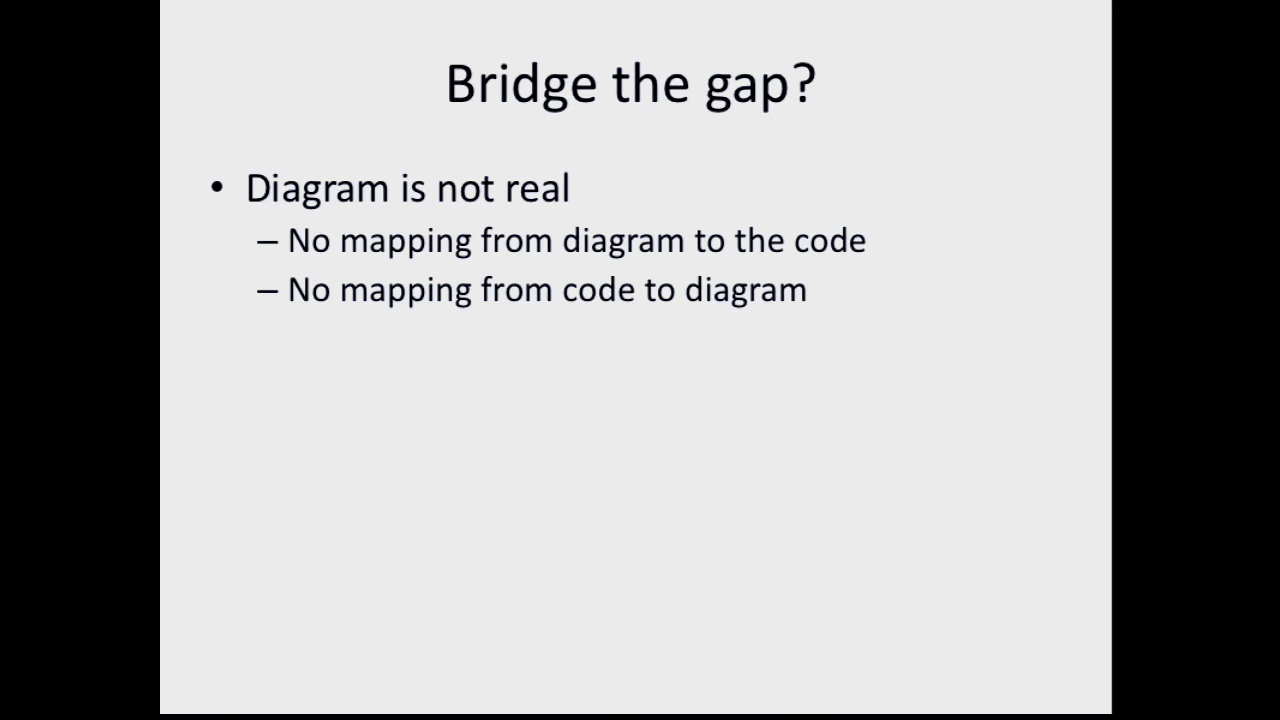 Bridge the gap?
• Diagram is not real
– No mapping from diagram to the code
– No mapping from code to diagram